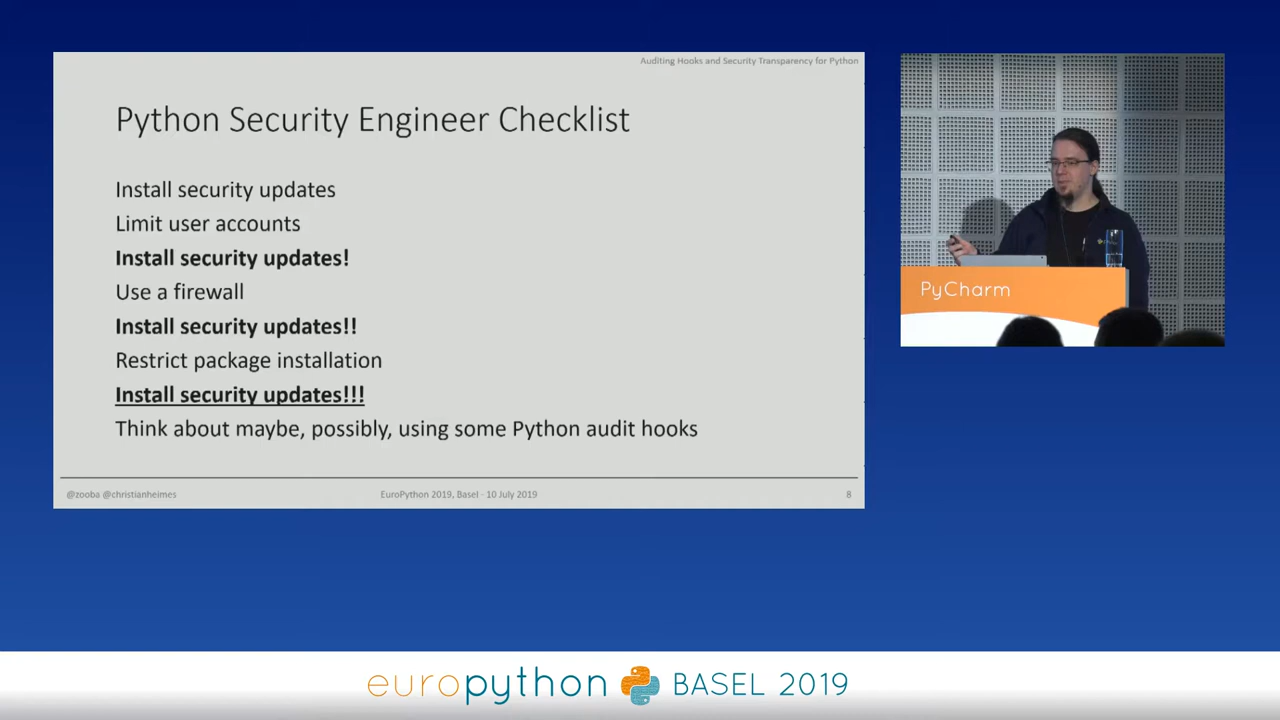 Auditing Hooks and Security Transparency for Python
Python Security Engineer Checklist
Install security updates
Limit user accounts
Install security updates!
Use a firewall
Install security updates!!
Restrict package installation
Install security updates!!!
Think about maybe, possibly, using some Python audit hooks
@zooba @christianheimes
EuroPython 2019, Basel - 10 July 2019
8
PyCharm
europython BASEL 2019